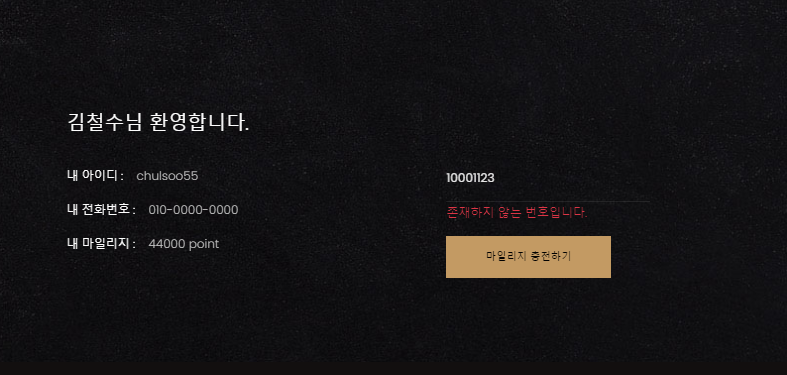 김철수님 환영합니다.
내 아이디 : chulsoo55
내 전화번호 : 010-0000-0000
내 마일리지 : 44000 point
10001123
존재하지 않는 번호입니다.
마일리지 충전하기